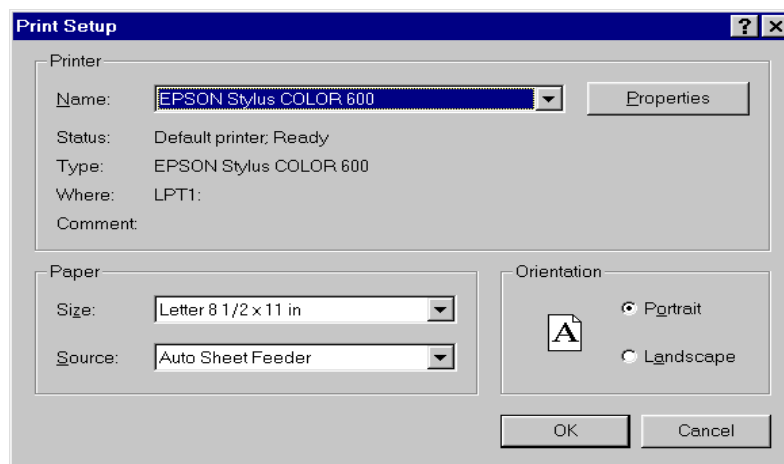 Print Setup
Printer
Name: EPSON Stylus COLOR 600 Properties
Status: Default printer; Ready
Type: EPSON Stylus COLOR 600
Where: LPT1:
Comment:
Paper
Size: Letter 8 1/2 x 11 in
Source: Auto Sheet Feeder
Orientation
A
Portrait
Landscape
OK Cancel